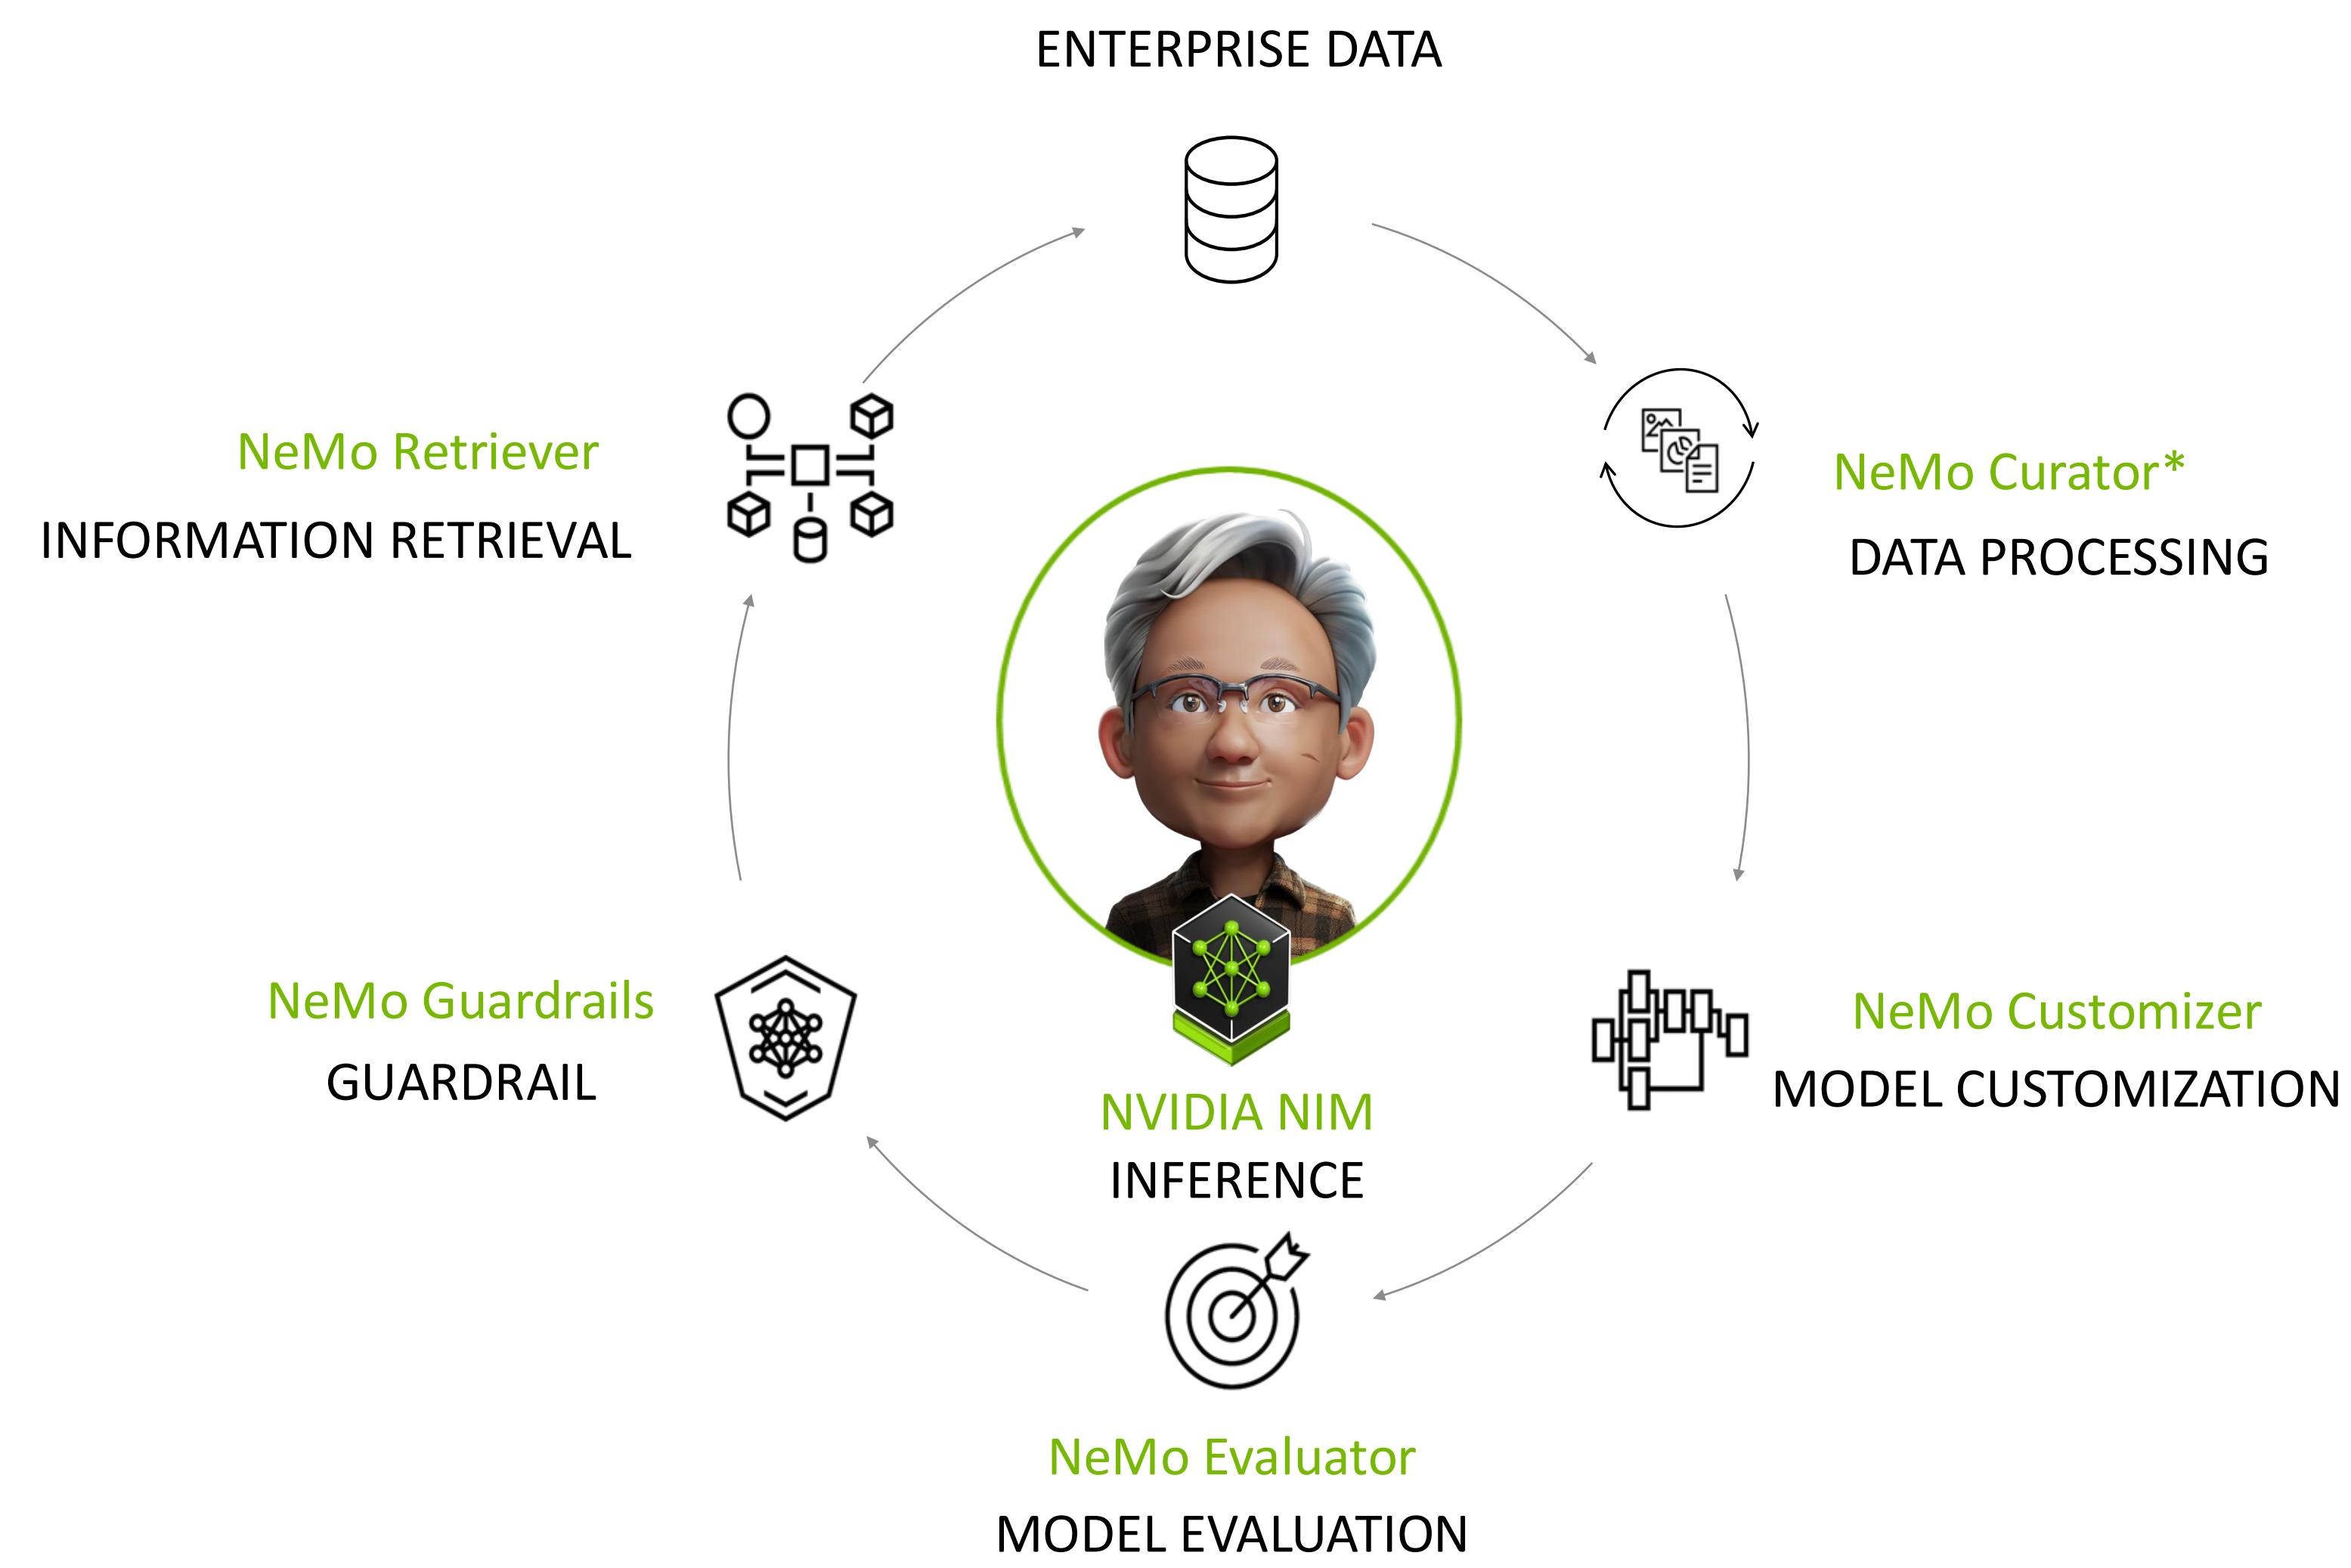 ENTERPRISE DATA
NeMo Curator*
DATA PROCESSING
NeMo Customizer
MODEL CUSTOMIZATION
NeMo Evaluator
MODEL EVALUATION
NeMo Guardrails
GUARDRAIL
NeMo Retriever
INFORMATION RETRIEVAL
NVIDIA NIM
INFERENCE